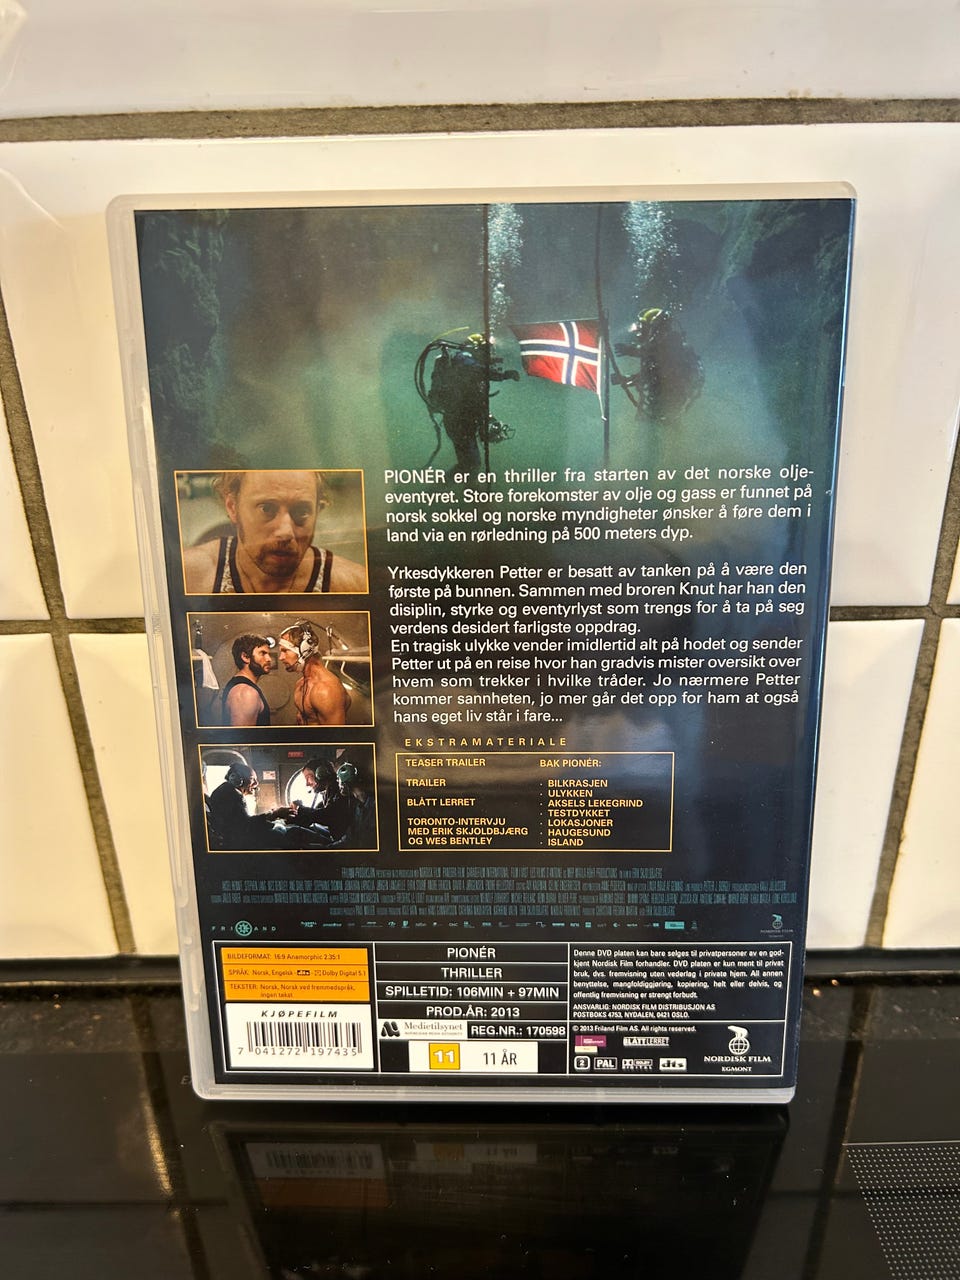 PIONÉR er en thriller fra starten av det norske olje-
eventyret. Store forekomster av olje og gass er funnet på
norsk sokkel og norske myndigheter ønsker å føre dem i
land via en rørledning på 500 meters dyp.
Yrkesdykkeren Petter er besatt av tanken på å være den
første på bunnen. Sammen med broren Knut har han den
disiplin, styrke og eventyrlyst som trengs for å ta på seg
verdens desidert farligste oppdrag.
En tragisk ulykke vender imidlertid alt på hodet og sender
Petter ut på en reise hvor han gradvis mister oversikt over
hvem som trekker i hvilke tråder. Jo nærmere Petter
kommer sannheten, jo mer går det opp for ham at også
hans eget liv står i fare...
EKSTRAMATERIALE
TEASER TRAILER
TRAILER
BLÅTT LERRET
TORONTO-INTERVJU
MED ERIK SKJOLDBJÆRG
OG WES BENTLEY
BAK PIONÉR:
· BILKRASJEN
· ULYKKEN
· AKSELS LEKEGRIND
· TESTDYKKET
· LOKASJONER
· HAUGESUND
· ISLAND
FRILAND
BILDEFORMAT: 16:9 Anamorphic 2.35:1
SPRÅK: Norsk, Engelsk - dts - Dolby Digital 5.1
TEKSTER: Norsk, Norsk ved fremmedspråk,
ingen tekst
KJØPEFILM
7 041272 197435
PIONÉR
THRILLER
SPILLETID: 106MIN + 97MIN
PROD.ÅR: 2013
Medietilsynet
REG.NR.: 170598
11
11 ÅR
Denne DVD platen kan bare selges til privatpersoner av en god-
kjent Nordisk Film forhandler. DVD platen er kun ment til privat
bruk, dvs. fremvisning uten vederlag i private hjem. All annen
benyttelse, mangfoldiggjøring, kopiering, helt eller delvis, og
offentlig fremvisning er strengt forbudt.
ANSVARLIG: NORDISK FILM DISTRIBUSJON AS
POSTBOKS 4753, NYDALEN, 0421 OSLO.
© 2013 Friland Film AS. All rights reserved.
BLÅTT LERRET
2 PAL DOLBY DIGITAL dts
NORDISK FILM
EGMONT